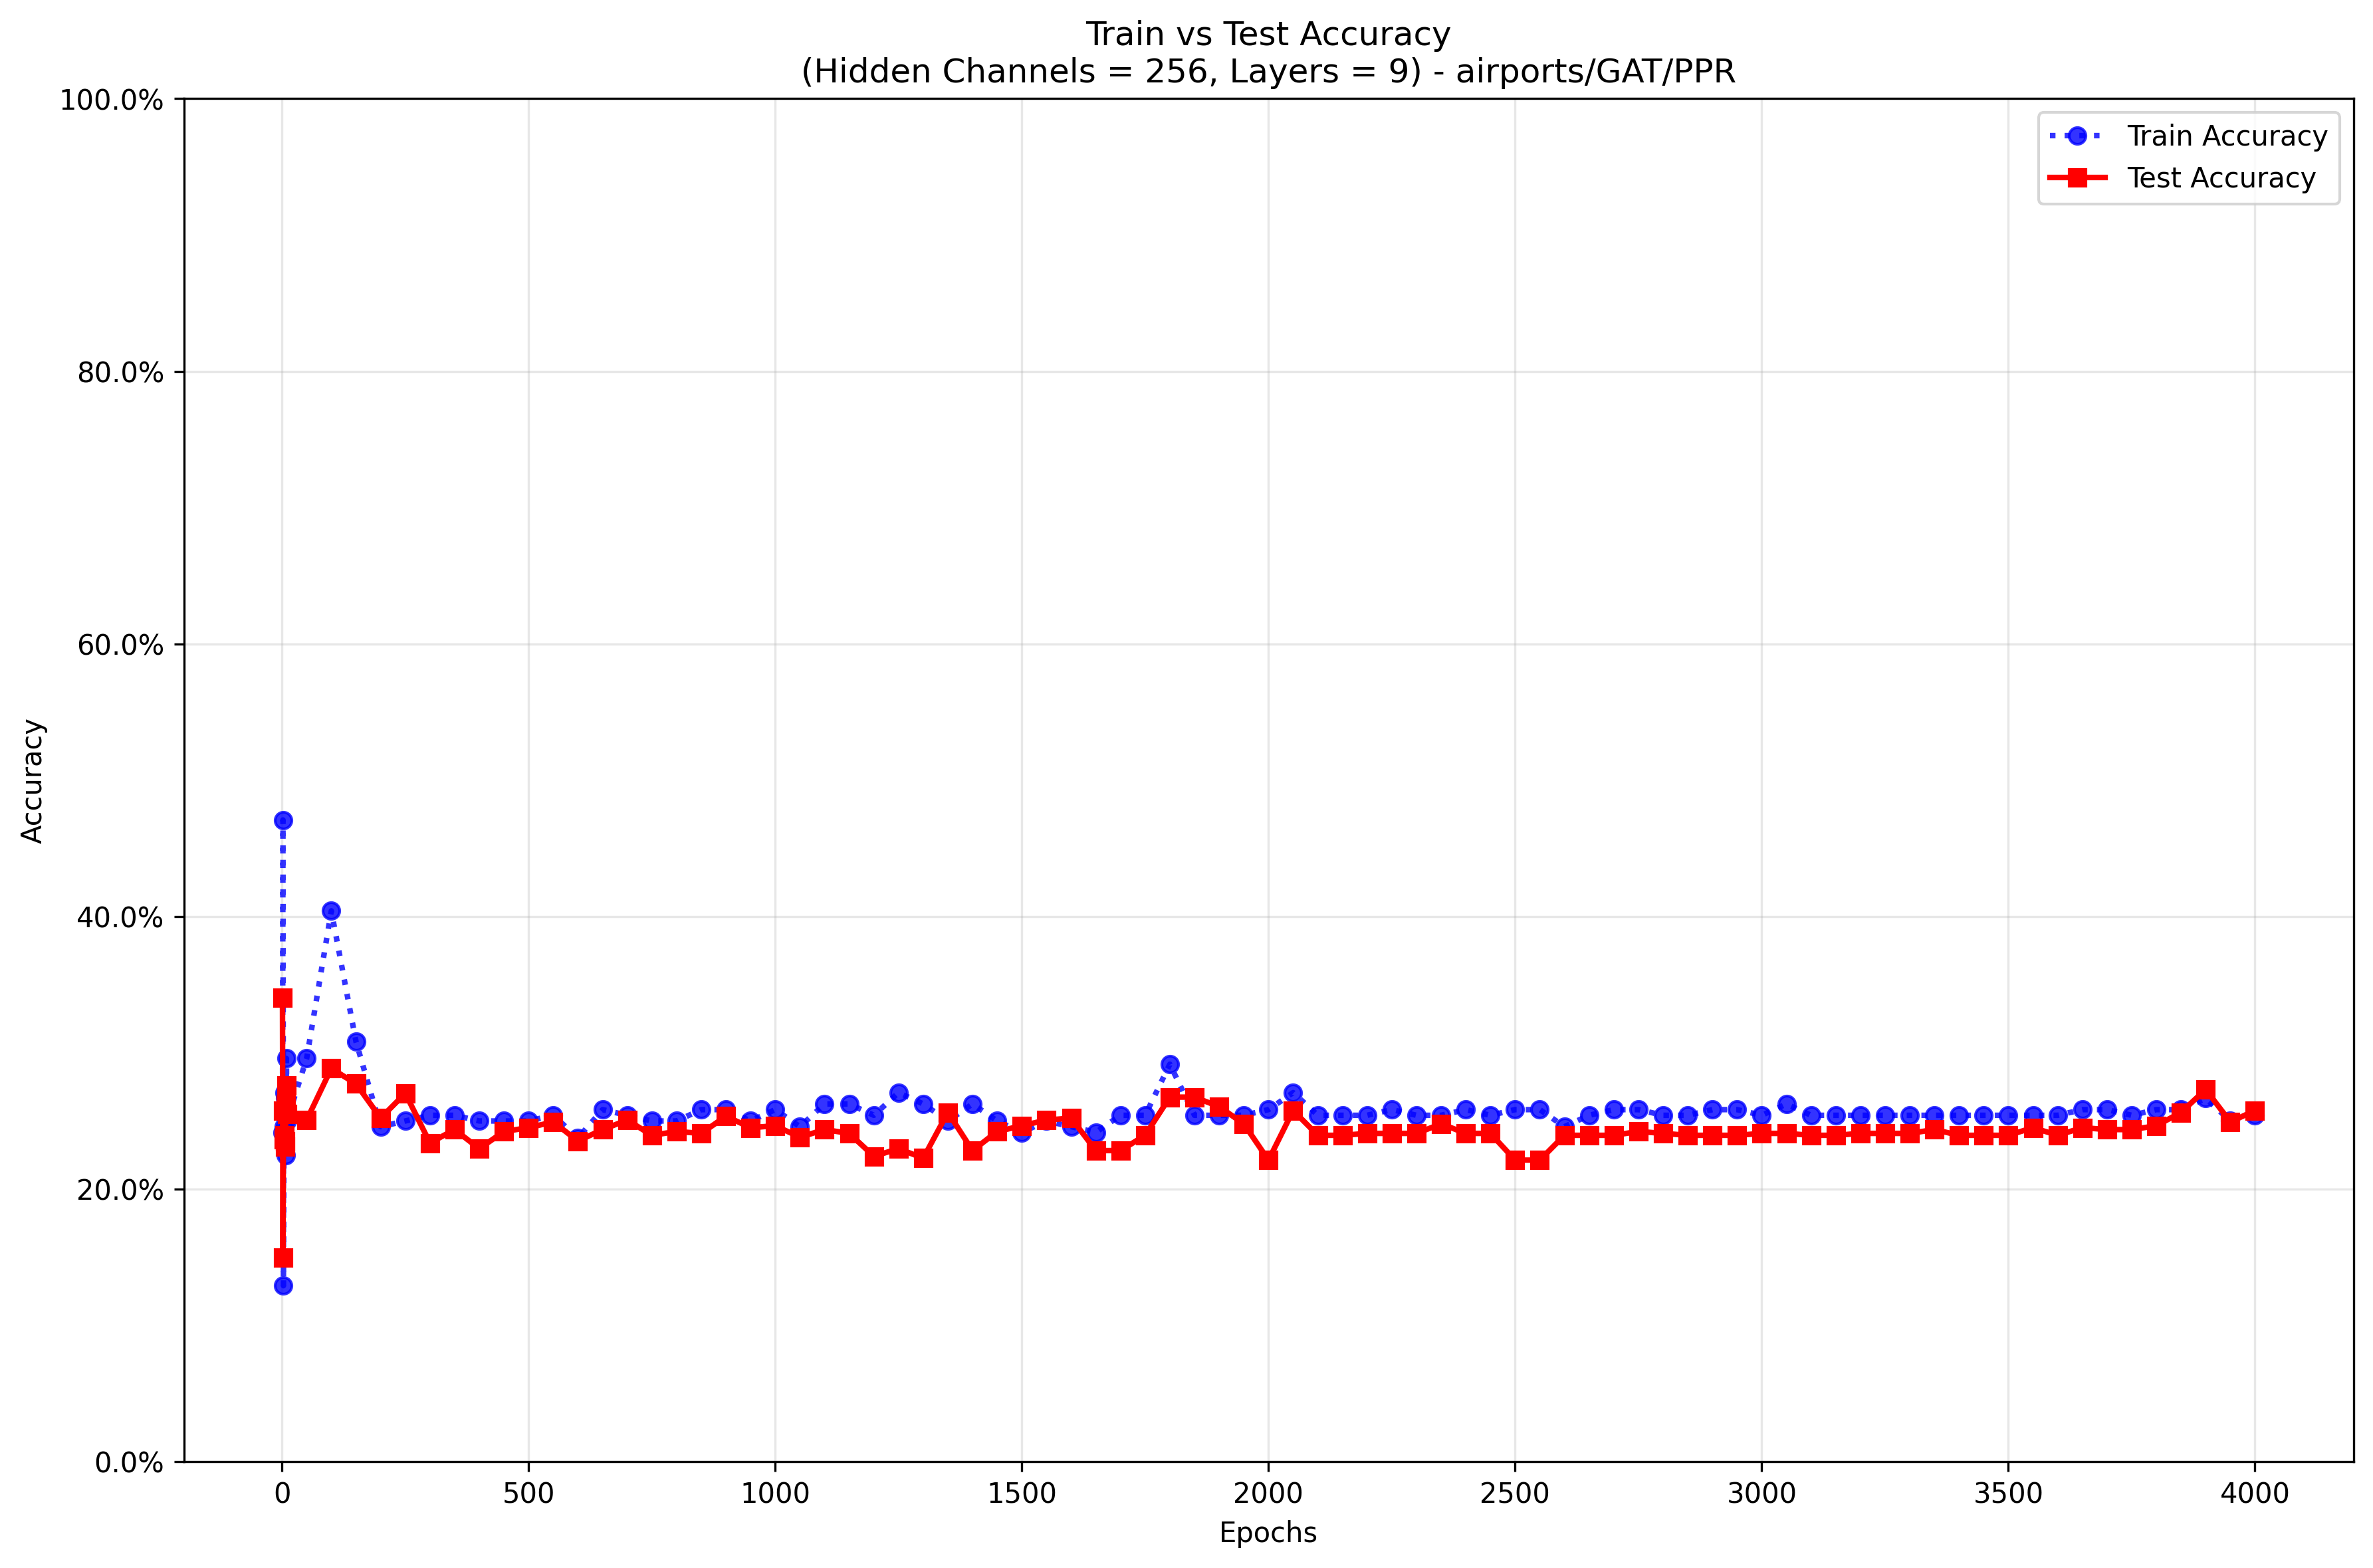 Train vs Test Accuracy
(Hidden Channels = 256, Layers = 9) - airports/GAT/PPR
100.0%
80.0%
60.0%
40.0%
20.0%
0.0%
Accuracy
Train Accuracy
Test Accuracy
0
500
1000
1500
2000
2500
3000
3500
4000
Epochs